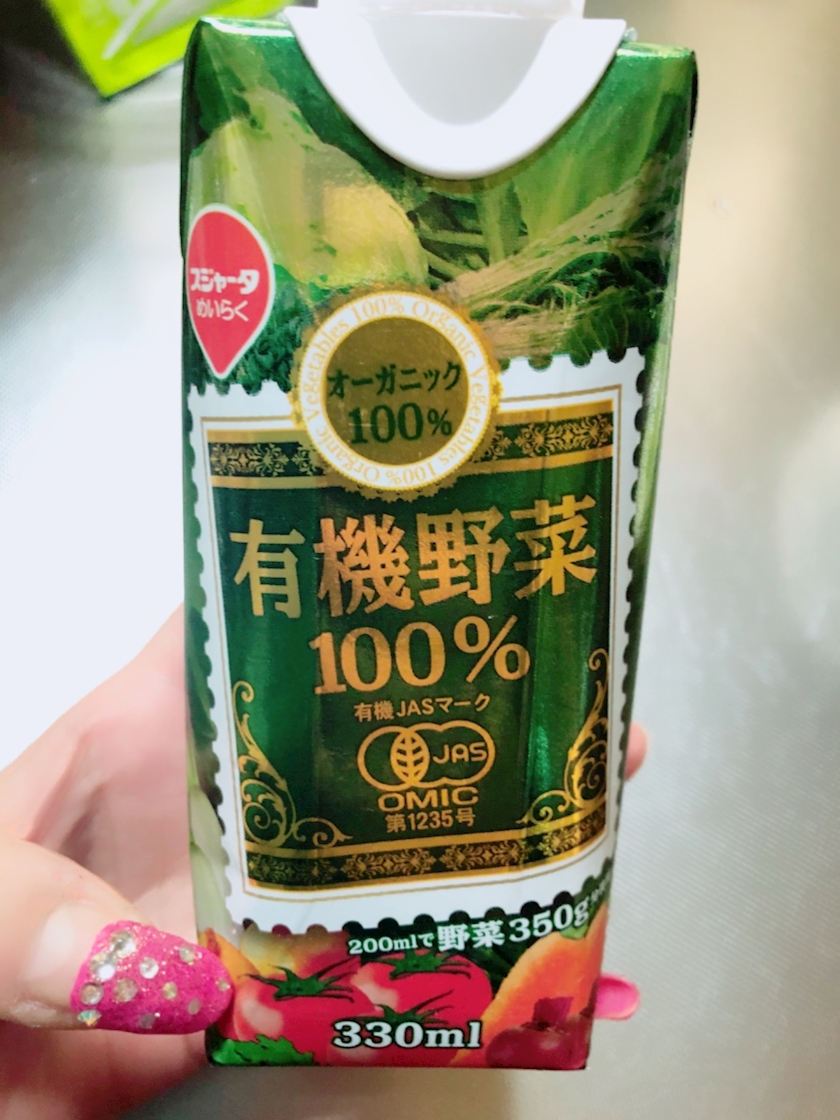 スジャータ
めいらく
100% Organic Vegetables 100% Organic Vegetables
オーガニック
100%
有機野菜
100%
有機JASマーク
JAS
OMIC
第1235号
200mlで野菜350g
330ml